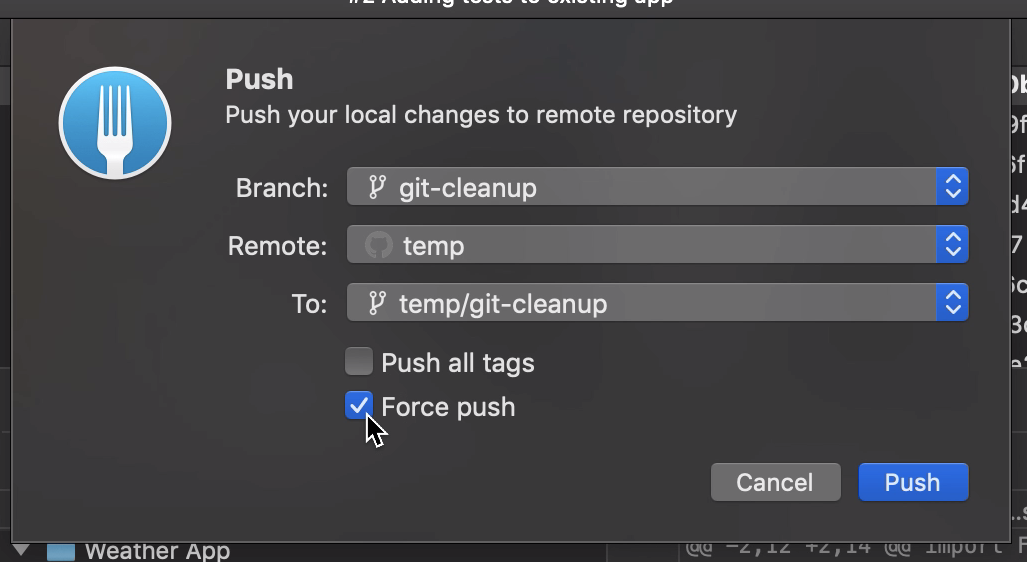 #2 Adding tests to existing app
Push
Push your local changes to remote repository
Branch: git-cleanup
Remote: temp
To: temp/git-cleanup
Push all tags
Force push
Cancel Push
Weather App
@@ -2,12 +2,14 @@ import